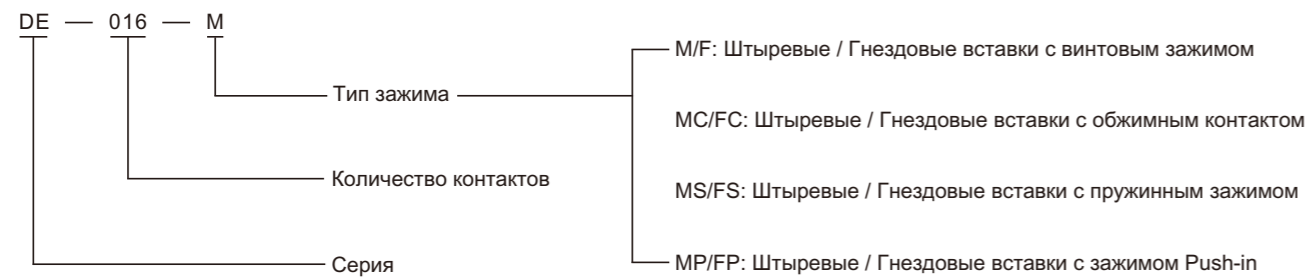 DE — 016 — M
M/F: Штыревые / Гнездовые вставки с винтовым зажимом
Тип зажима
MC/FC: Штыревые / Гнездовые вставки с обжимным контактом
Количество контактов
MS/FS: Штыревые / Гнездовые вставки с пружинным зажимом
Серия
MP/FP: Штыревые / Гнездовые вставки с зажимом Push-in